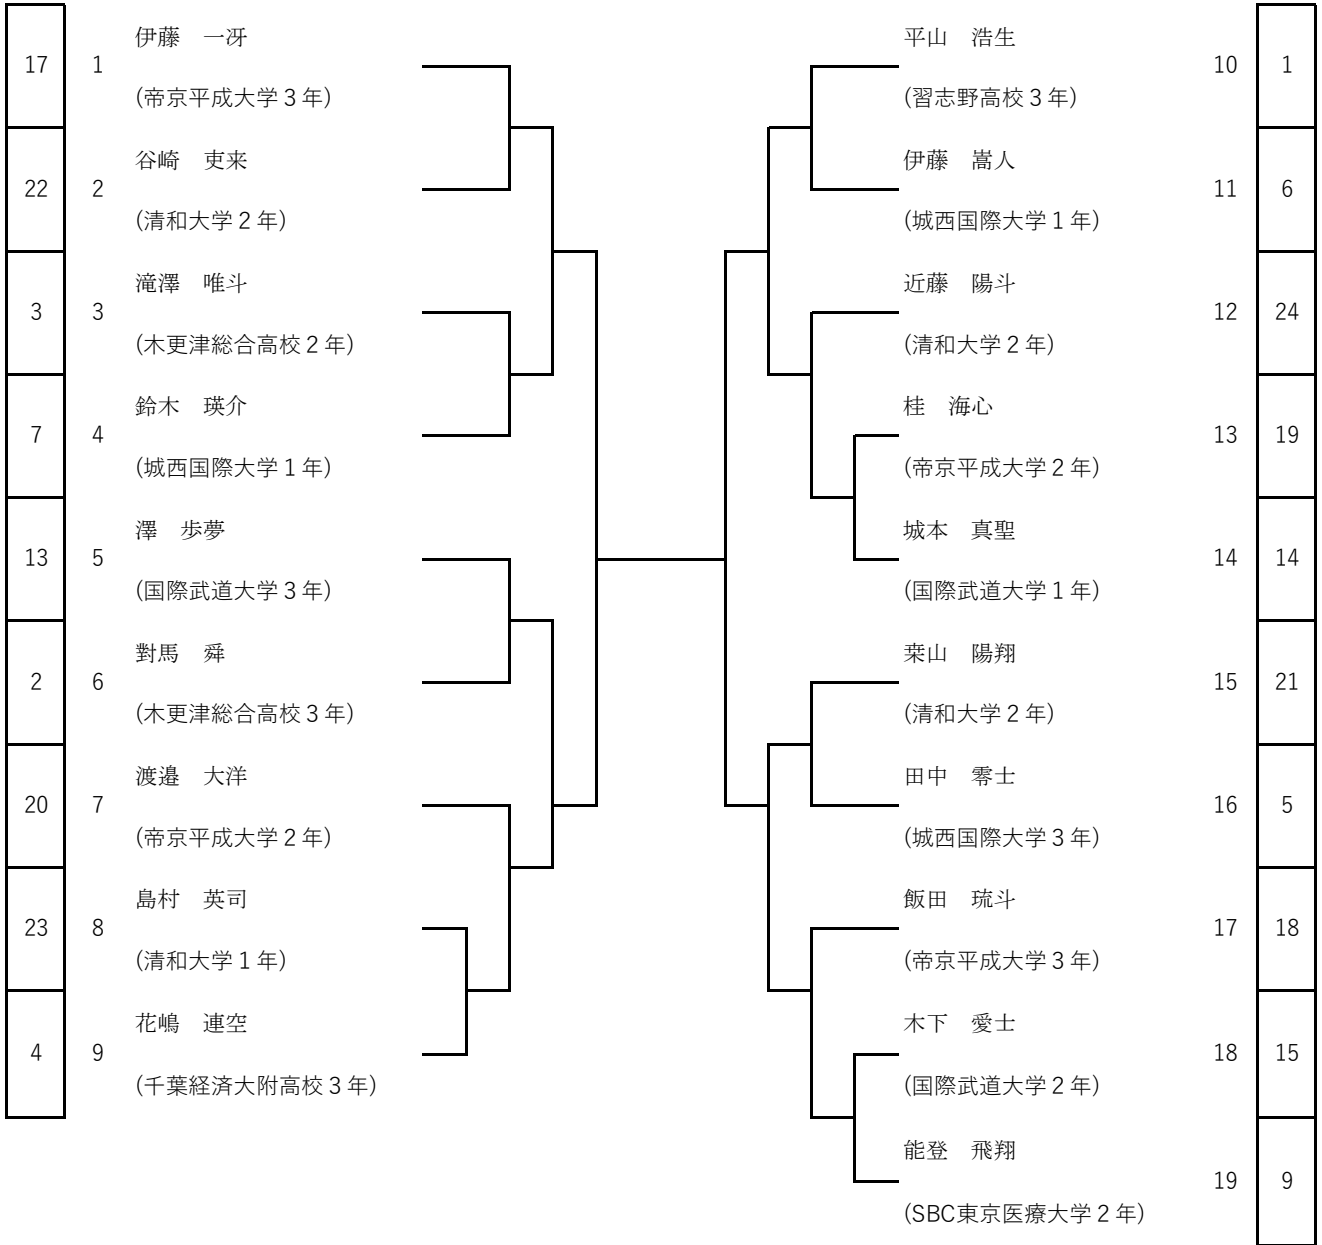 伊藤　一冴
17 1
(帝京平成大学３年)
谷崎　吏来
22 2
(清和大学２年)
滝澤　唯斗
3 3
(木更津総合高校２年)
鈴木　瑛介
7 4
(城西国際大学１年)
澤　歩夢
13 5
(国際武道大学３年)
對馬　舜
2 6
(木更津総合高校３年)
渡邉　大洋
20 7
(帝京平成大学２年)
島村　英司
23 8
(清和大学１年)
花嶋　連空
4 9
(千葉経済大附高校３年)
平山　浩生
10 1
(習志野高校３年)
伊藤　嵩人
11 6
(城西国際大学１年)
近藤　陽斗
12 24
(清和大学２年)
桂　海心
13 19
(帝京平成大学２年)
城本　真聖
14 14
(国際武道大学１年)
桒山　陽翔
15 21
(清和大学２年)
田中　零士
16 5
(城西国際大学３年)
飯田　琉斗
17 18
(帝京平成大学３年)
木下　愛士
18 15
(国際武道大学２年)
能登　飛翔
19 9
(SBC東京医療大学２年)